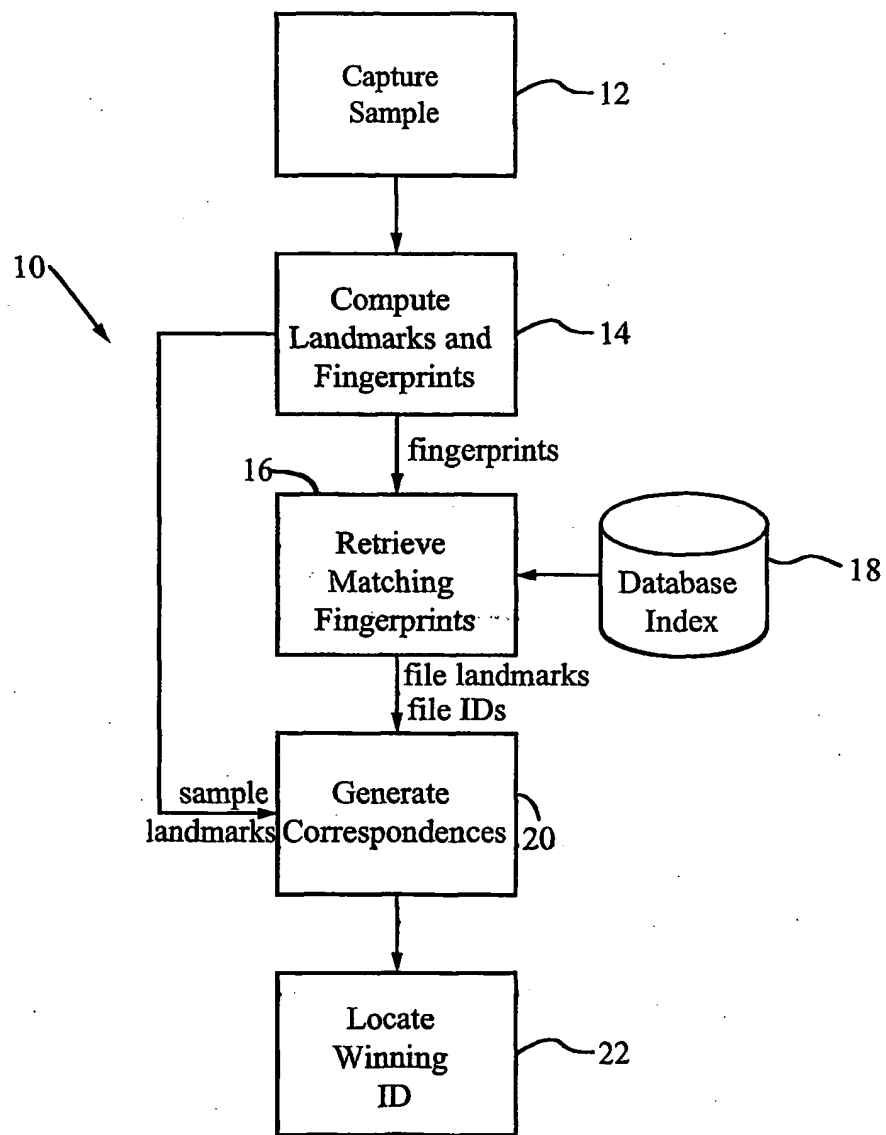 Capture
Sample
12
10
Compute
Landmarks and
Fingerprints
14
fingerprints
16
Retrieve
Matching
Fingerprints
Database
Index
18
file landmarks
file IDs
sample
landmarks
Generate
Correspondences
20
Locate
Winning
ID
22